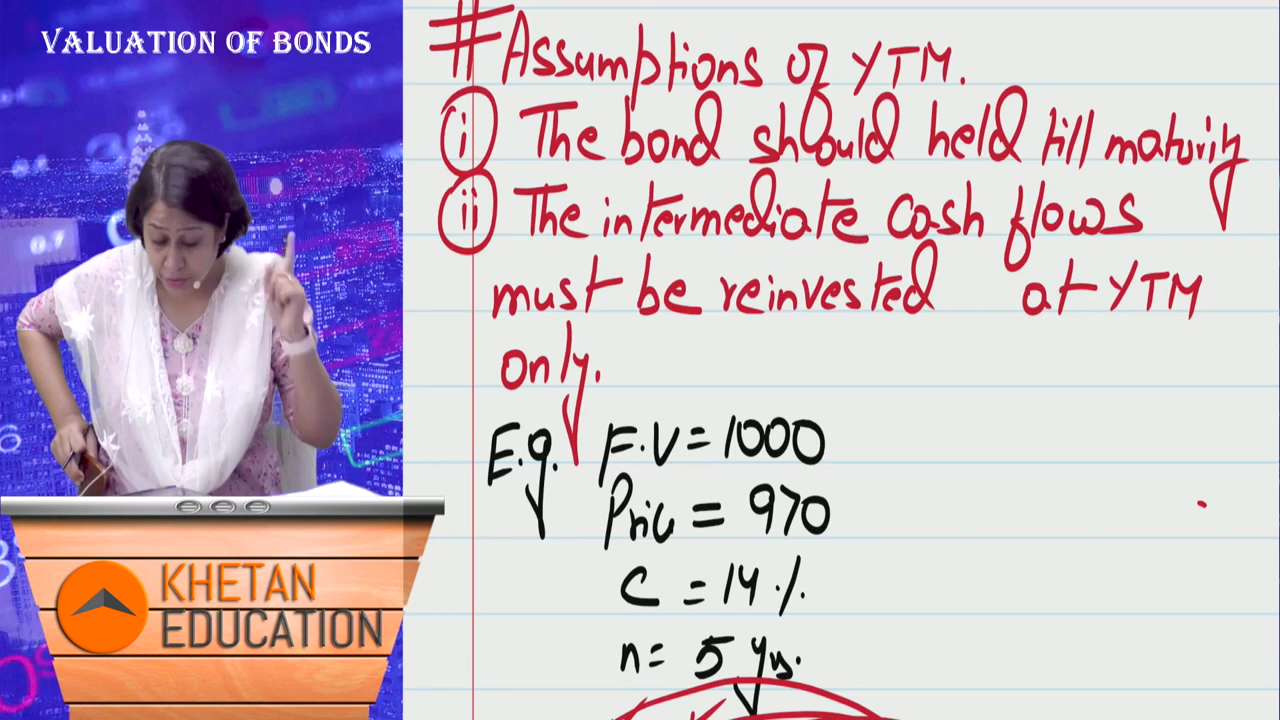 VALUATION OF BONDS
# Assumptions of YTM.
(i) The bond should held till maturity
(ii) The intermediate cash flows
must be reinvested at YTM
only.
E.g. F.V = 1000
Pric = 970
C = 14 %
n = 5 yrs.
KHETAN
EDUCATION